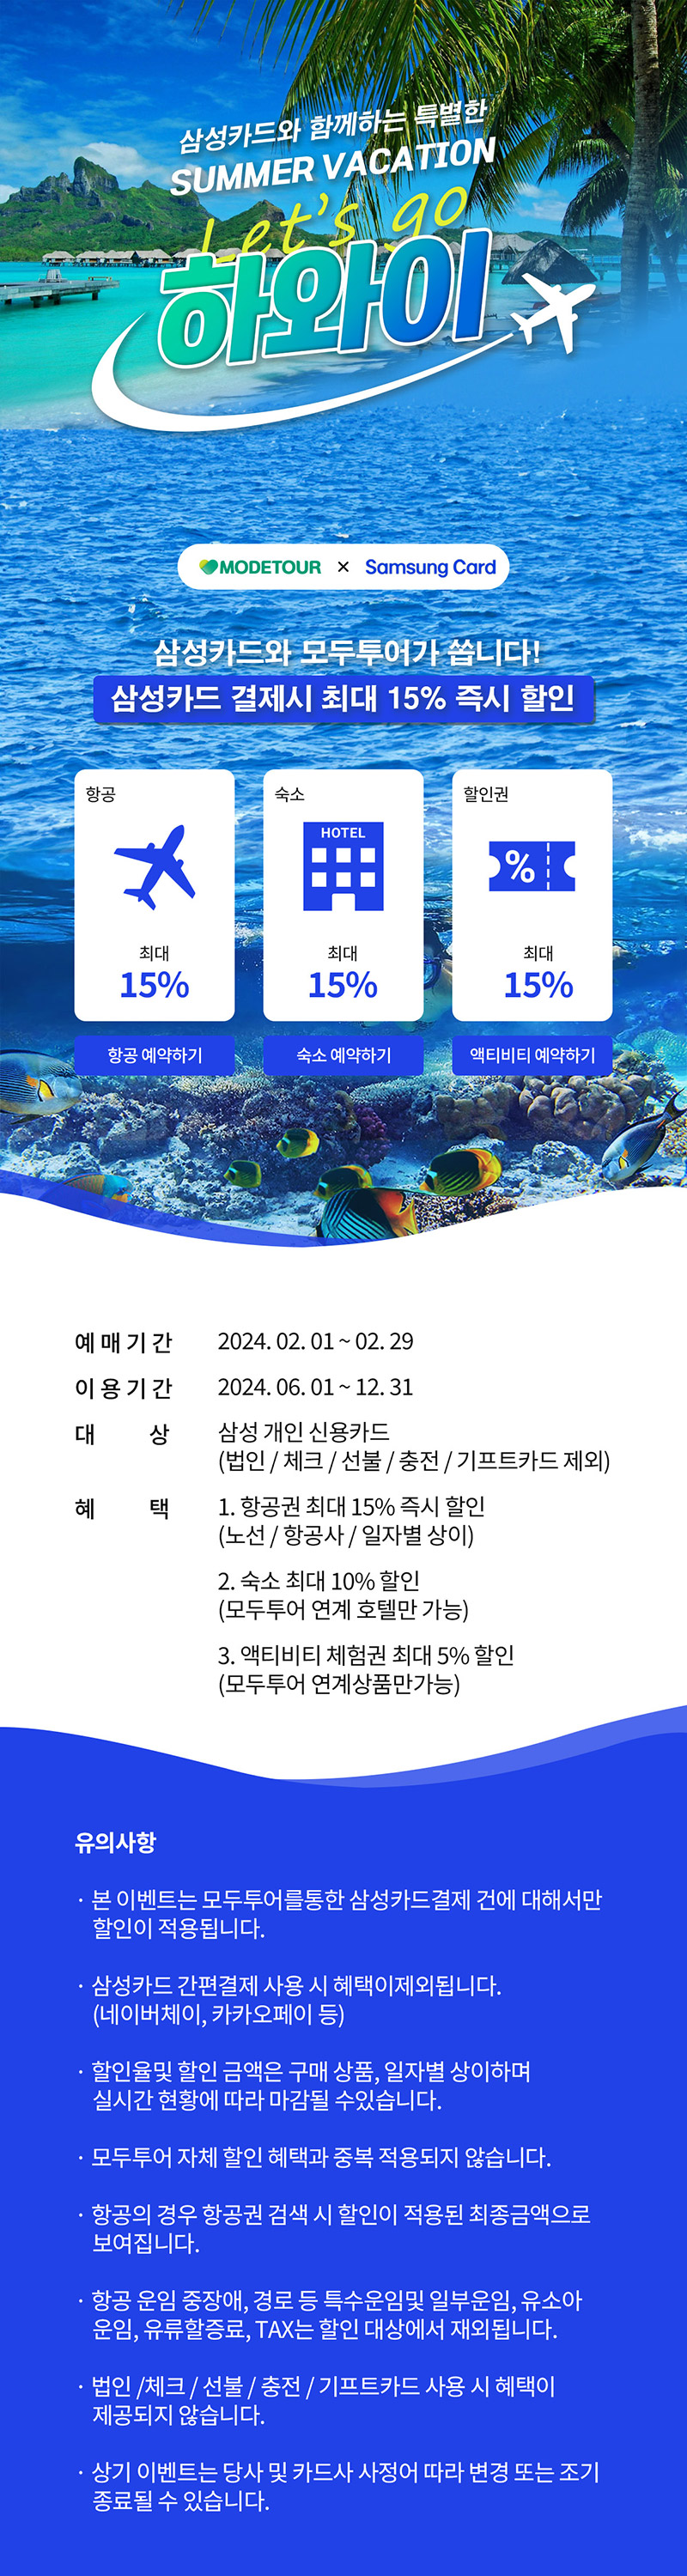 삼성카드와 함께하는 특별한
SUMMER VACATION
Let's go
하와이
MODETOUR × Samsung Card
삼성카드와 모두투어가 쏩니다!
삼성카드 결제시 최대 15% 즉시 할인
항공
숙소
할인권
HOTEL
%
최대
15%
최대
15%
최대
15%
항공 예약하기
숙소 예약하기
액티비티 예약하기
예매기간 2024. 02. 01 ~ 02. 29
이용기간 2024. 06. 01 ~ 12. 31
대 상 삼성 개인 신용카드
(법인 / 체크 / 선불 / 충전 / 기프트카드 제외)
혜 택 1. 항공권 최대 15% 즉시 할인
(노선 / 항공사 / 일자별 상이)
2. 숙소 최대 10% 할인
(모두투어 연계 호텔만 가능)
3. 액티비티 체험권 최대 5% 할인
(모두투어 연계상품만가능)
유의사항
· 본 이벤트는 모두투어를통한 삼성카드결제 건에 대해서만
할인이 적용됩니다.
· 삼성카드 간편결제 사용 시 혜택이제외됩니다.
(네이버체이, 카카오페이 등)
· 할인율및 할인 금액은 구매 상품, 일자별 상이하며
실시간 현황에 따라 마감될 수있습니다.
· 모두투어 자체 할인 혜택과 중복 적용되지 않습니다.
· 항공의 경우 항공권 검색 시 할인이 적용된 최종금액으로
보여집니다.
· 항공 운임 중장애, 경로 등 특수운임및 일부운임, 유소아
운임, 유류할증료, TAX는 할인 대상에서 재외됩니다.
· 법인 /체크 / 선불 / 충전 / 기프트카드 사용 시 혜택이
제공되지 않습니다.
· 상기 이벤트는 당사 및 카드사 사정어 따라 변경 또는 조기
종료될 수 있습니다.